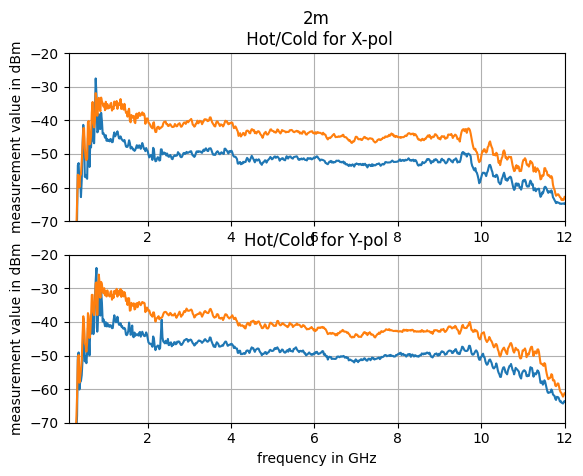 2m
Hot/Cold for X-pol
measurement value in dBm
−20
−30
−40
−50
−60
−70
2 4 6 8 10 12
Hot/Cold for Y-pol
measurement value in dBm
−20
−30
−40
−50
−60
−70
2 4 6 8 10 12
frequency in GHz